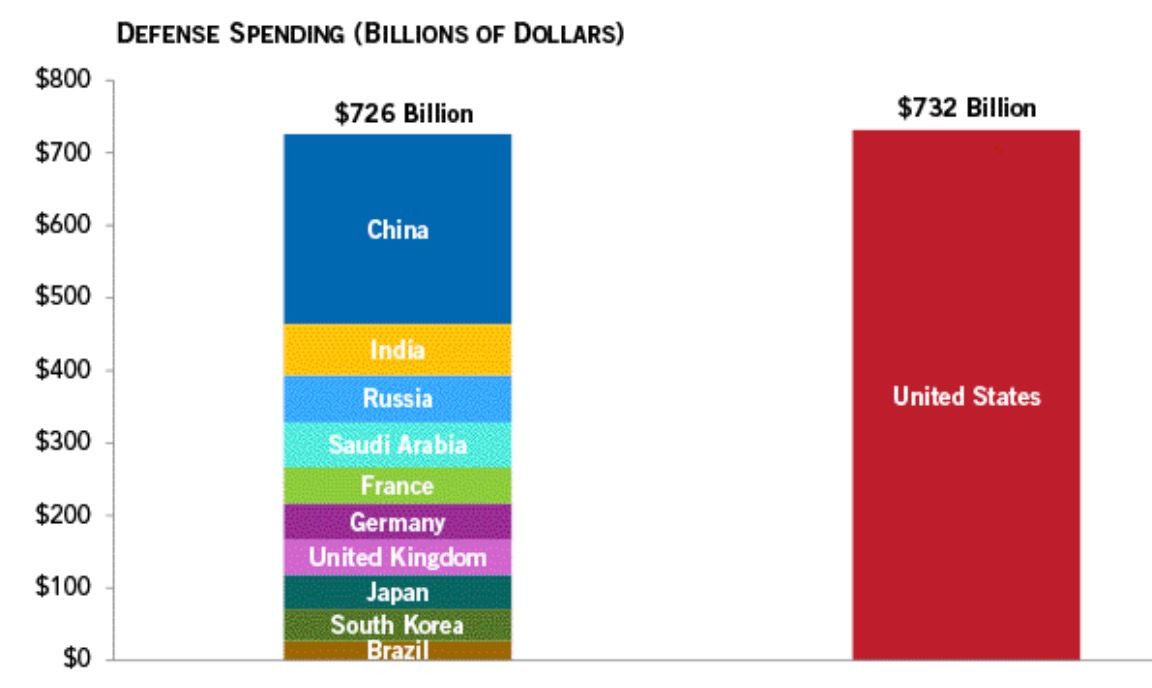 DEFENSE SPENDING (BILLIONS OF DOLLARS)
$800
$700
$600
$500
$400
$300
$200
$100
$0
$726 Billion
China
India
Russia
Saudi Arabia
France
Germany
United Kingdom
Japan
South Korea
Brazil
$732 Billion
United States